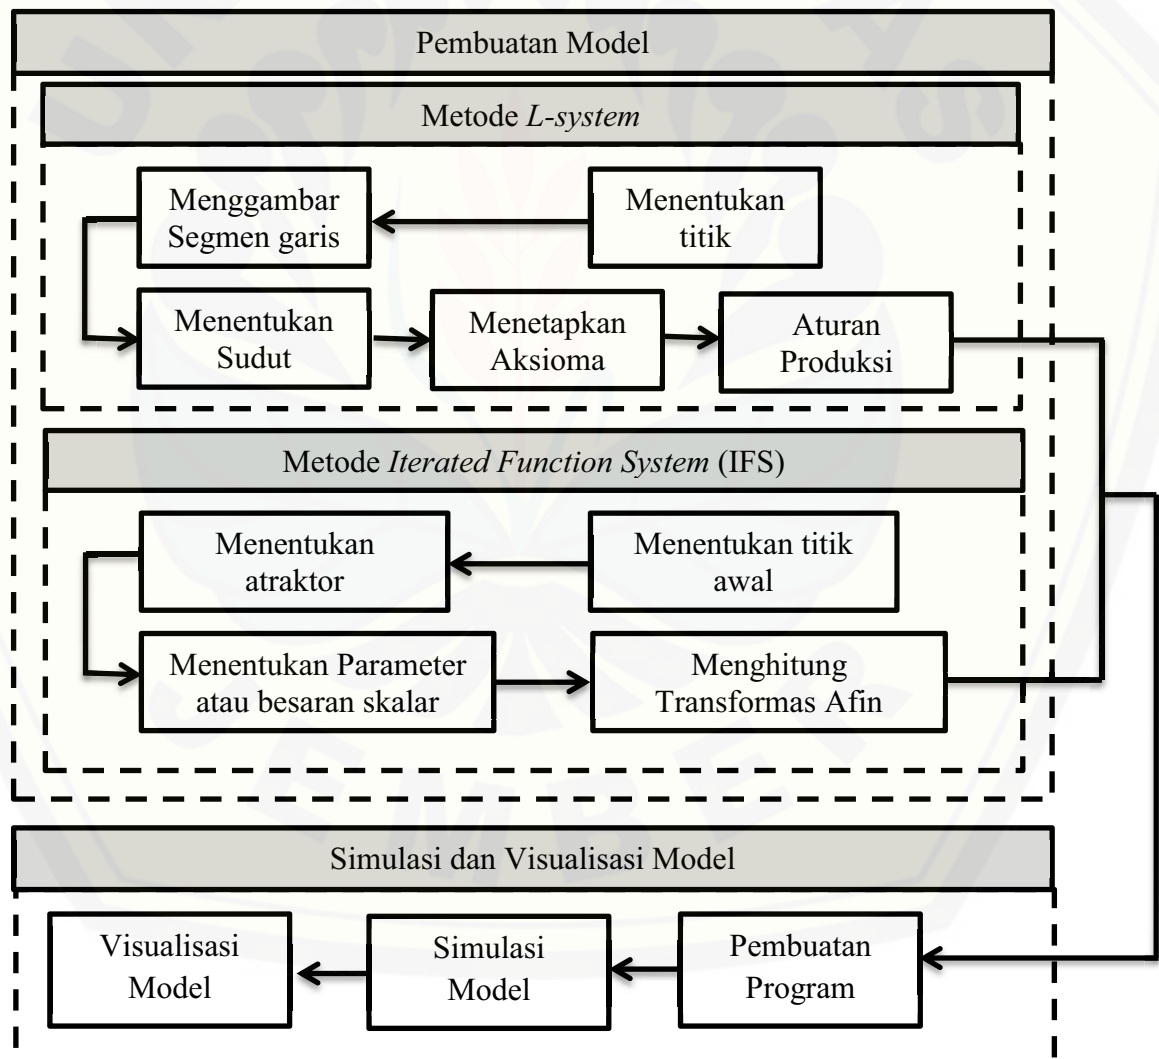 Pembuatan Model
Metode L-system
Menentukan
titik
Menggambar
Segmen garis
Menentukan
Sudut
Menetapkan
Aksioma
Aturan
Produksi
Metode Iterated Function System (IFS)
Menentukan titik
awal
Menentukan
atraktor
Menentukan Parameter
atau besaran skalar
Menghitung
Transformas Afin
Simulasi dan Visualisasi Model
Pembuatan
Program
Simulasi
Model
Visualisasi
Model